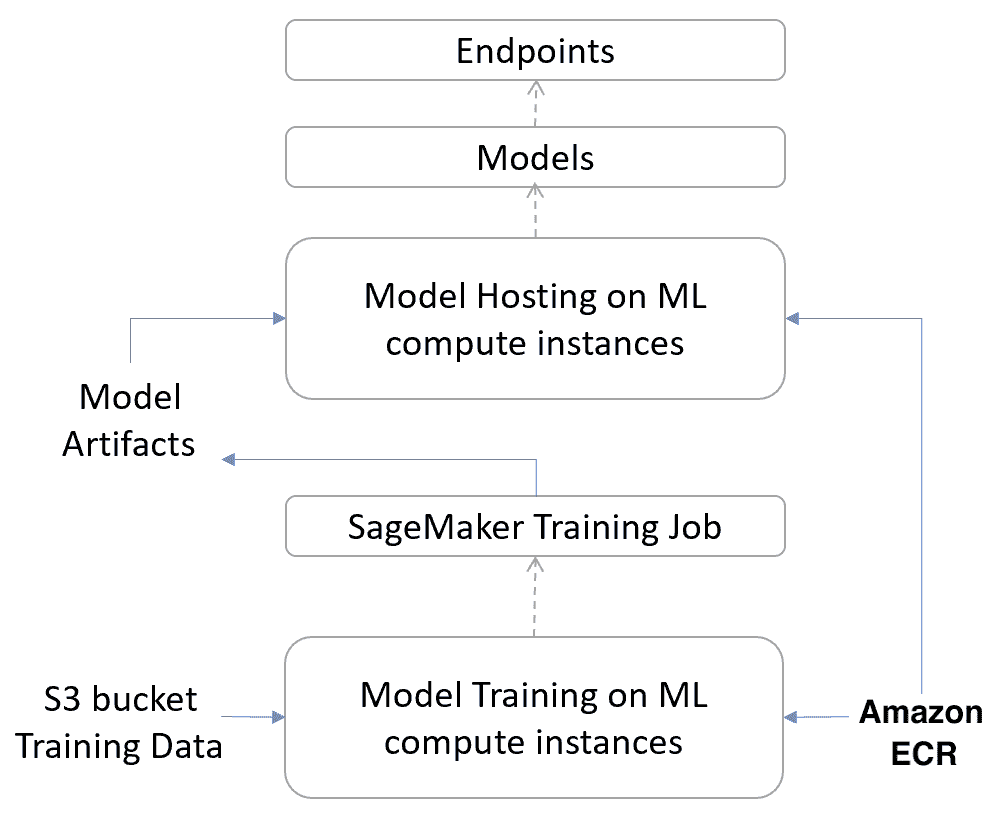 Endpoints
Models
Model Hosting on ML
compute instances
Model
Artifacts
SageMaker Training Job
S3 bucket
Training Data
Model Training on ML
compute instances
Amazon
ECR